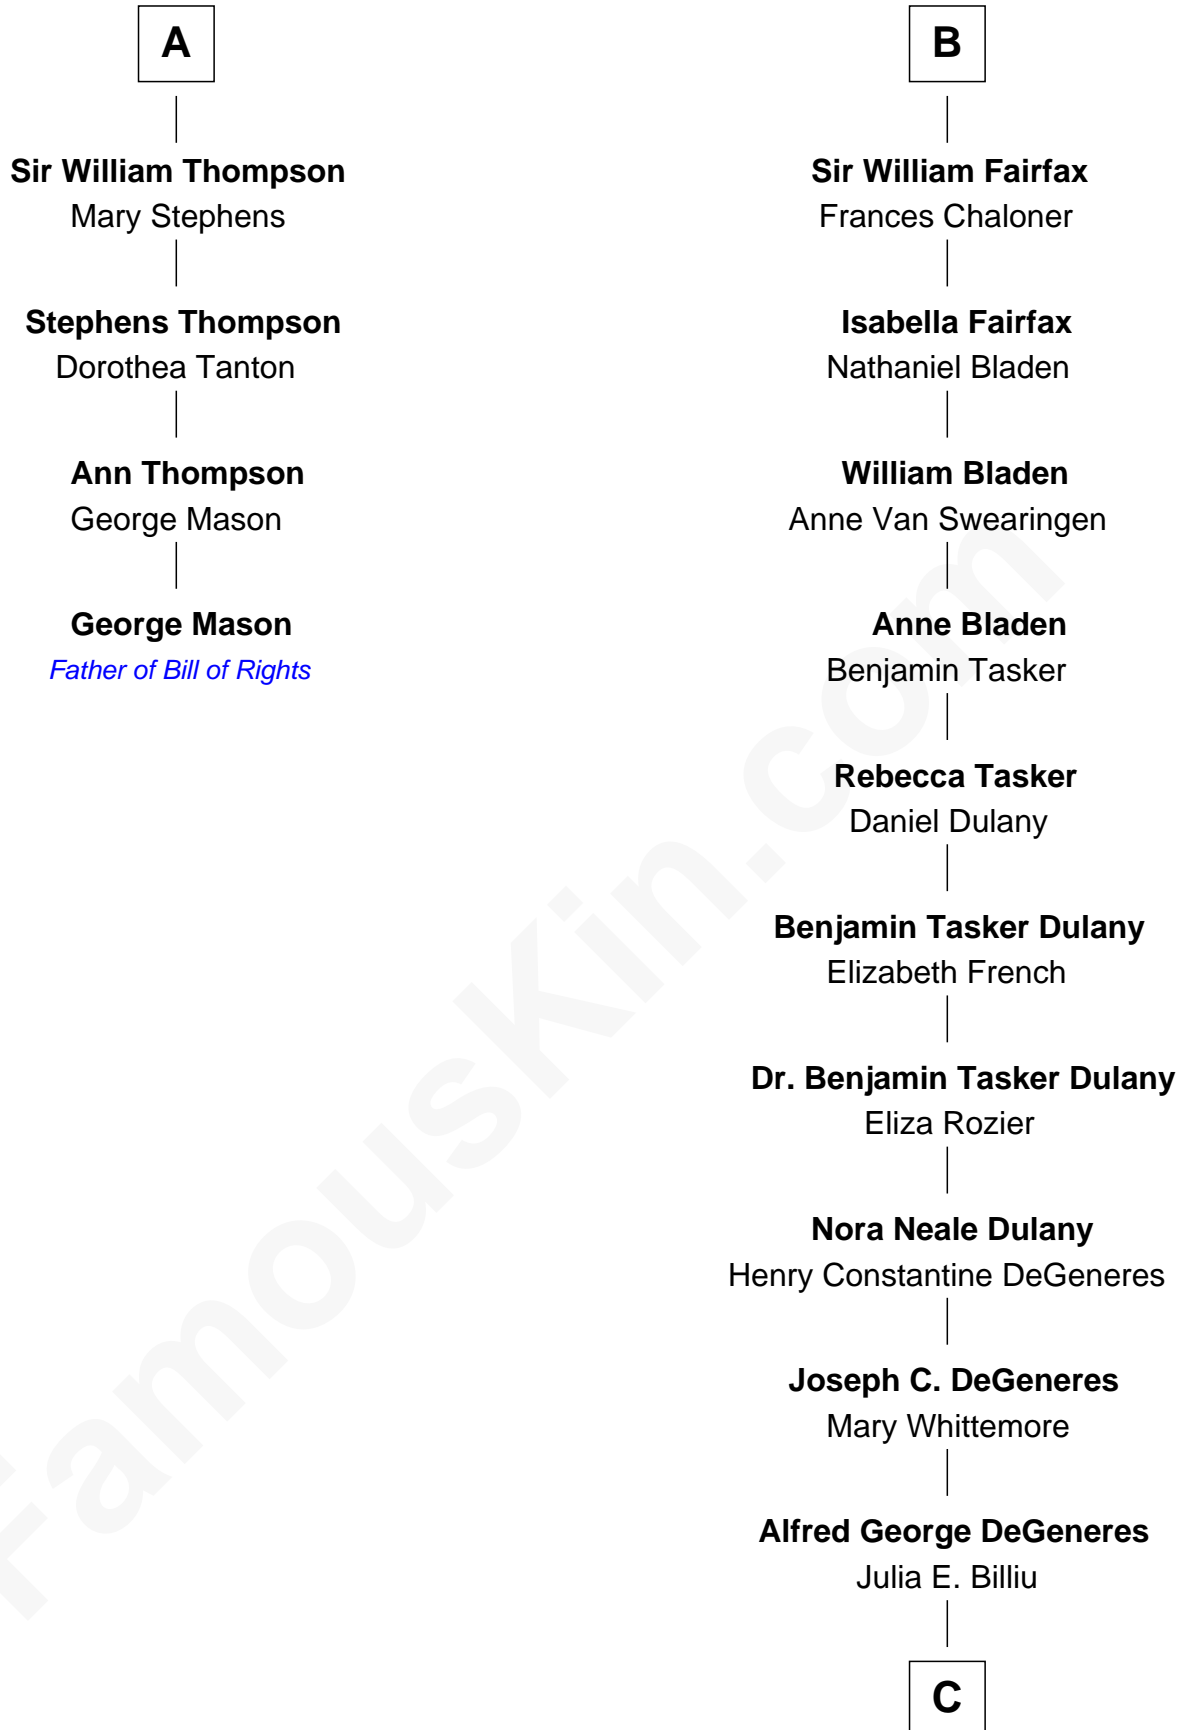 A
Sir William Thompson
Mary Stephens
Stephens Thompson
Dorothea Tanton
Ann Thompson
George Mason
George Mason
Father of Bill of Rights
B
Sir William Fairfax
Frances Chaloner
Isabella Fairfax
Nathaniel Bladen
William Bladen
Anne Van Swearingen
Anne Bladen
Benjamin Tasker
Rebecca Tasker
Daniel Dulany
Benjamin Tasker Dulany
Elizabeth French
Dr. Benjamin Tasker Dulany
Eliza Rozier
Nora Neale Dulany
Henry Constantine DeGeneres
Joseph C. DeGeneres
Mary Whittemore
Alfred George DeGeneres
Julia E. Billiu
C
FamousKin.com